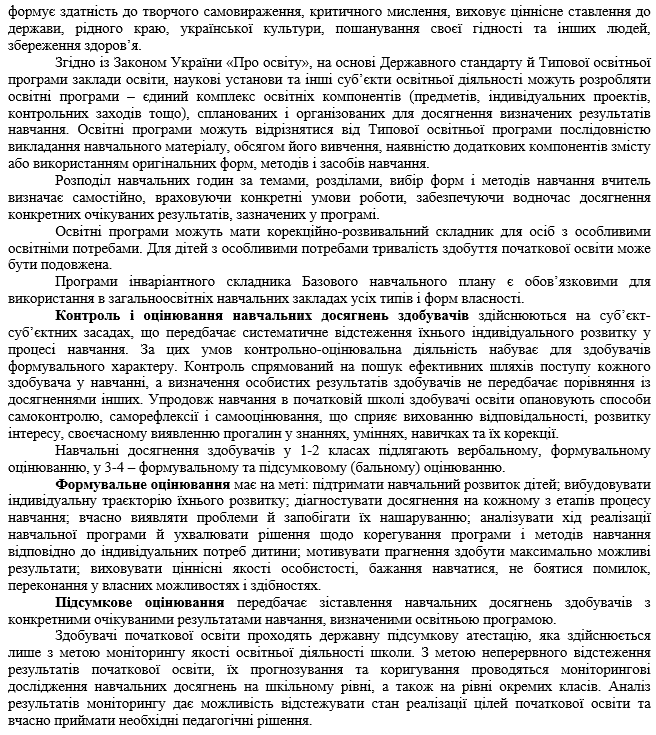 формує здатність до творчого самовираження, критичного мислення, виховує ціннісне ставлення до
держави, рідного краю, української культури, пошанування своєї гідності та інших людей,
збереження здоров’я.
Згідно із Законом України «Про освіту», на основі Державного стандарту й Типової освітньої
програми заклади освіти, наукові установи та інші суб’єкти освітньої діяльності можуть розробляти
освітні програми – єдиний комплекс освітніх компонентів (предметів, індивідуальних проектів,
контрольних заходів тощо), спланованих і організованих для досягнення визначених результатів
навчання. Освітні програми можуть відрізнятися від Типової освітньої програми послідовністю
викладання навчального матеріалу, обсягом його вивчення, наявністю додаткових компонентів змісту
або використанням оригінальних форм, методів і засобів навчання.
Розподіл навчальних годин за темами, розділами, вибір форм і методів навчання вчитель
визначає самостійно, враховуючи конкретні умови роботи, забезпечуючи водночас досягнення
конкретних очікуваних результатів, зазначених у програмі.
Освітні програми можуть мати корекційно-розвивальний складник для осіб з особливими
освітніми потребами. Для дітей з особливими потребами тривалість здобуття початкової освіти може
бути подовжена.
Програми інваріантного складника Базового навчального плану є обов’язковими для
використання в загальноосвітніх навчальних закладах усіх типів і форм власності.
Контроль і оцінювання навчальних досягнень здобувачів здійснюються на суб’єкт-
суб’єктних засадах, що передбачає систематичне відстеження їхнього індивідуального розвитку у
процесі навчання. За цих умов контрольно-оцінювальна діяльність набуває для здобувачів
формувального характеру. Контроль спрямований на пошук ефективних шляхів поступу кожного
здобувача у навчанні, а визначення особистих результатів здобувачів не передбачає порівняння із
досягненнями інших. Упродовж навчання в початковій школі здобувачі освіти опановують способи
самоконтролю, саморефлексії і самооцінювання, що сприяє вихованню відповідальності, розвитку
інтересу, своєчасному виявленню прогалин у знаннях, уміннях, навичках та їх корекції.
Навчальні досягнення здобувачів у 1-2 класах підлягають вербальному, формувальному
оцінюванню, у 3-4 – формувальному та підсумковому (бальному) оцінюванню.
Формувальне оцінювання має на меті: підтримати навчальний розвиток дітей; вибудовувати
індивідуальну траєкторію їхнього розвитку; діагностувати досягнення на кожному з етапів процесу
навчання; вчасно виявляти проблеми й запобігати їх нашаруванню; аналізувати хід реалізації
навчальної програми й ухвалювати рішення щодо корегування програми і методів навчання
відповідно до індивідуальних потреб дитини; мотивувати прагнення здобути максимально можливі
результати; виховувати ціннісні якості особистості, бажання навчатися, не боятися помилок,
переконання у власних можливостях і здібностях.
Підсумкове оцінювання передбачає зіставлення навчальних досягнень здобувачів з
конкретними очікуваними результатами навчання, визначеними освітньою програмою.
Здобувачі початкової освіти проходять державну підсумкову атестацію, яка здійснюється
лише з метою моніторингу якості освітньої діяльності школи. З метою неперервного відстеження
результатів початкової освіти, їх прогнозування та коригування проводяться моніторингові
дослідження навчальних досягнень на шкільному рівні, а також на рівні окремих класів. Аналіз
результатів моніторингу дає можливість відстежувати стан реалізації цілей початкової освіти та
вчасно приймати необхідні педагогічні рішення.